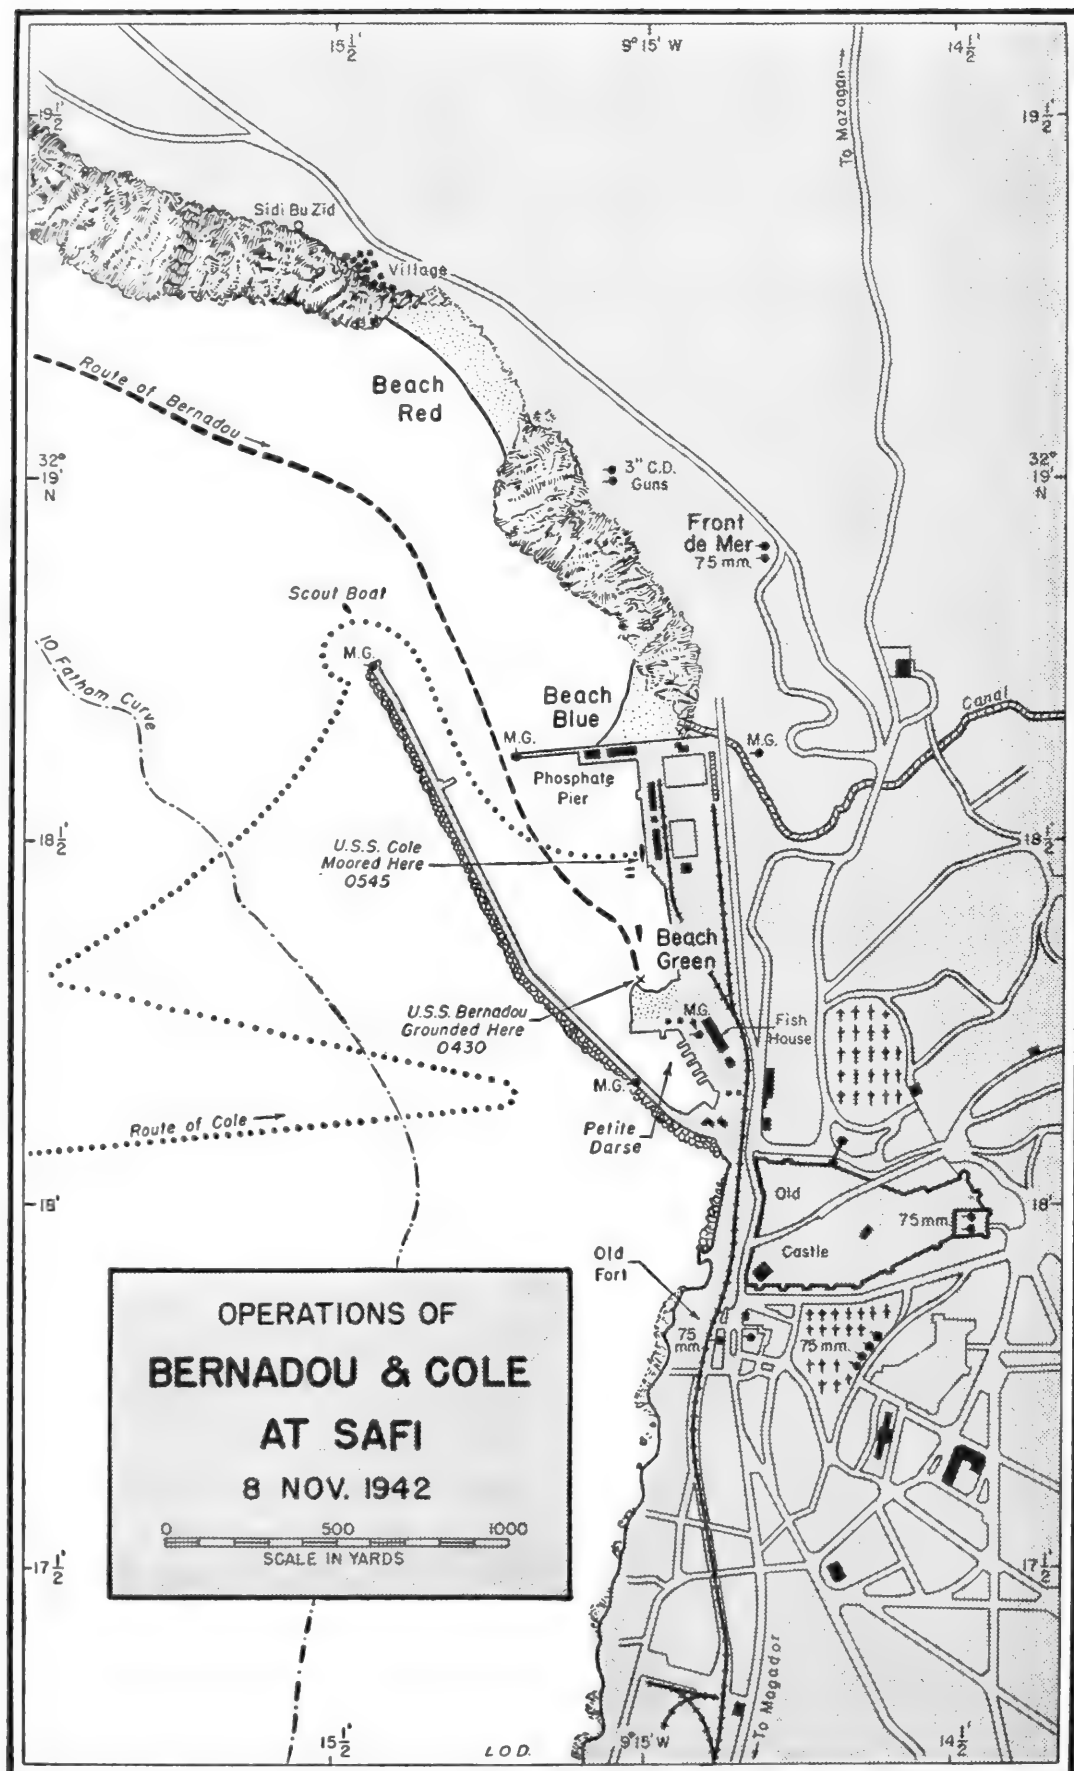 15½'
9° 15' W
14½'
19½'
19½'
To Mazagan
Sidi Bu Zid
Village
Route of Bernadou
Beach
Red
32°
19'
N
3" C.D.
Guns
32°
19'
N
Front
de Mer
75 mm.
Scout Boat
M.G.
10 Fathom Curve
Beach
Blue
Canal
M.G.
M.G.
Phosphate
Pier
18½'
18½'
U.S.S. Cole
Moored Here
0545
Beach
Green
U.S.S. Bernadou
Grounded Here
0430
M.G.
Fish
House
M.G.
Route of Cole
Petite
Darse
18'
18'
Old
Castle
75 mm.
Old
Fort
75
mm.
75 mm.
OPERATIONS OF
BERNADOU & COLE
AT SAFI
8 NOV. 1942
0 500 1000
SCALE IN YARDS
17½'
17½'
To Mogador
15½'
L.O.D.
9° 15' W
14½'